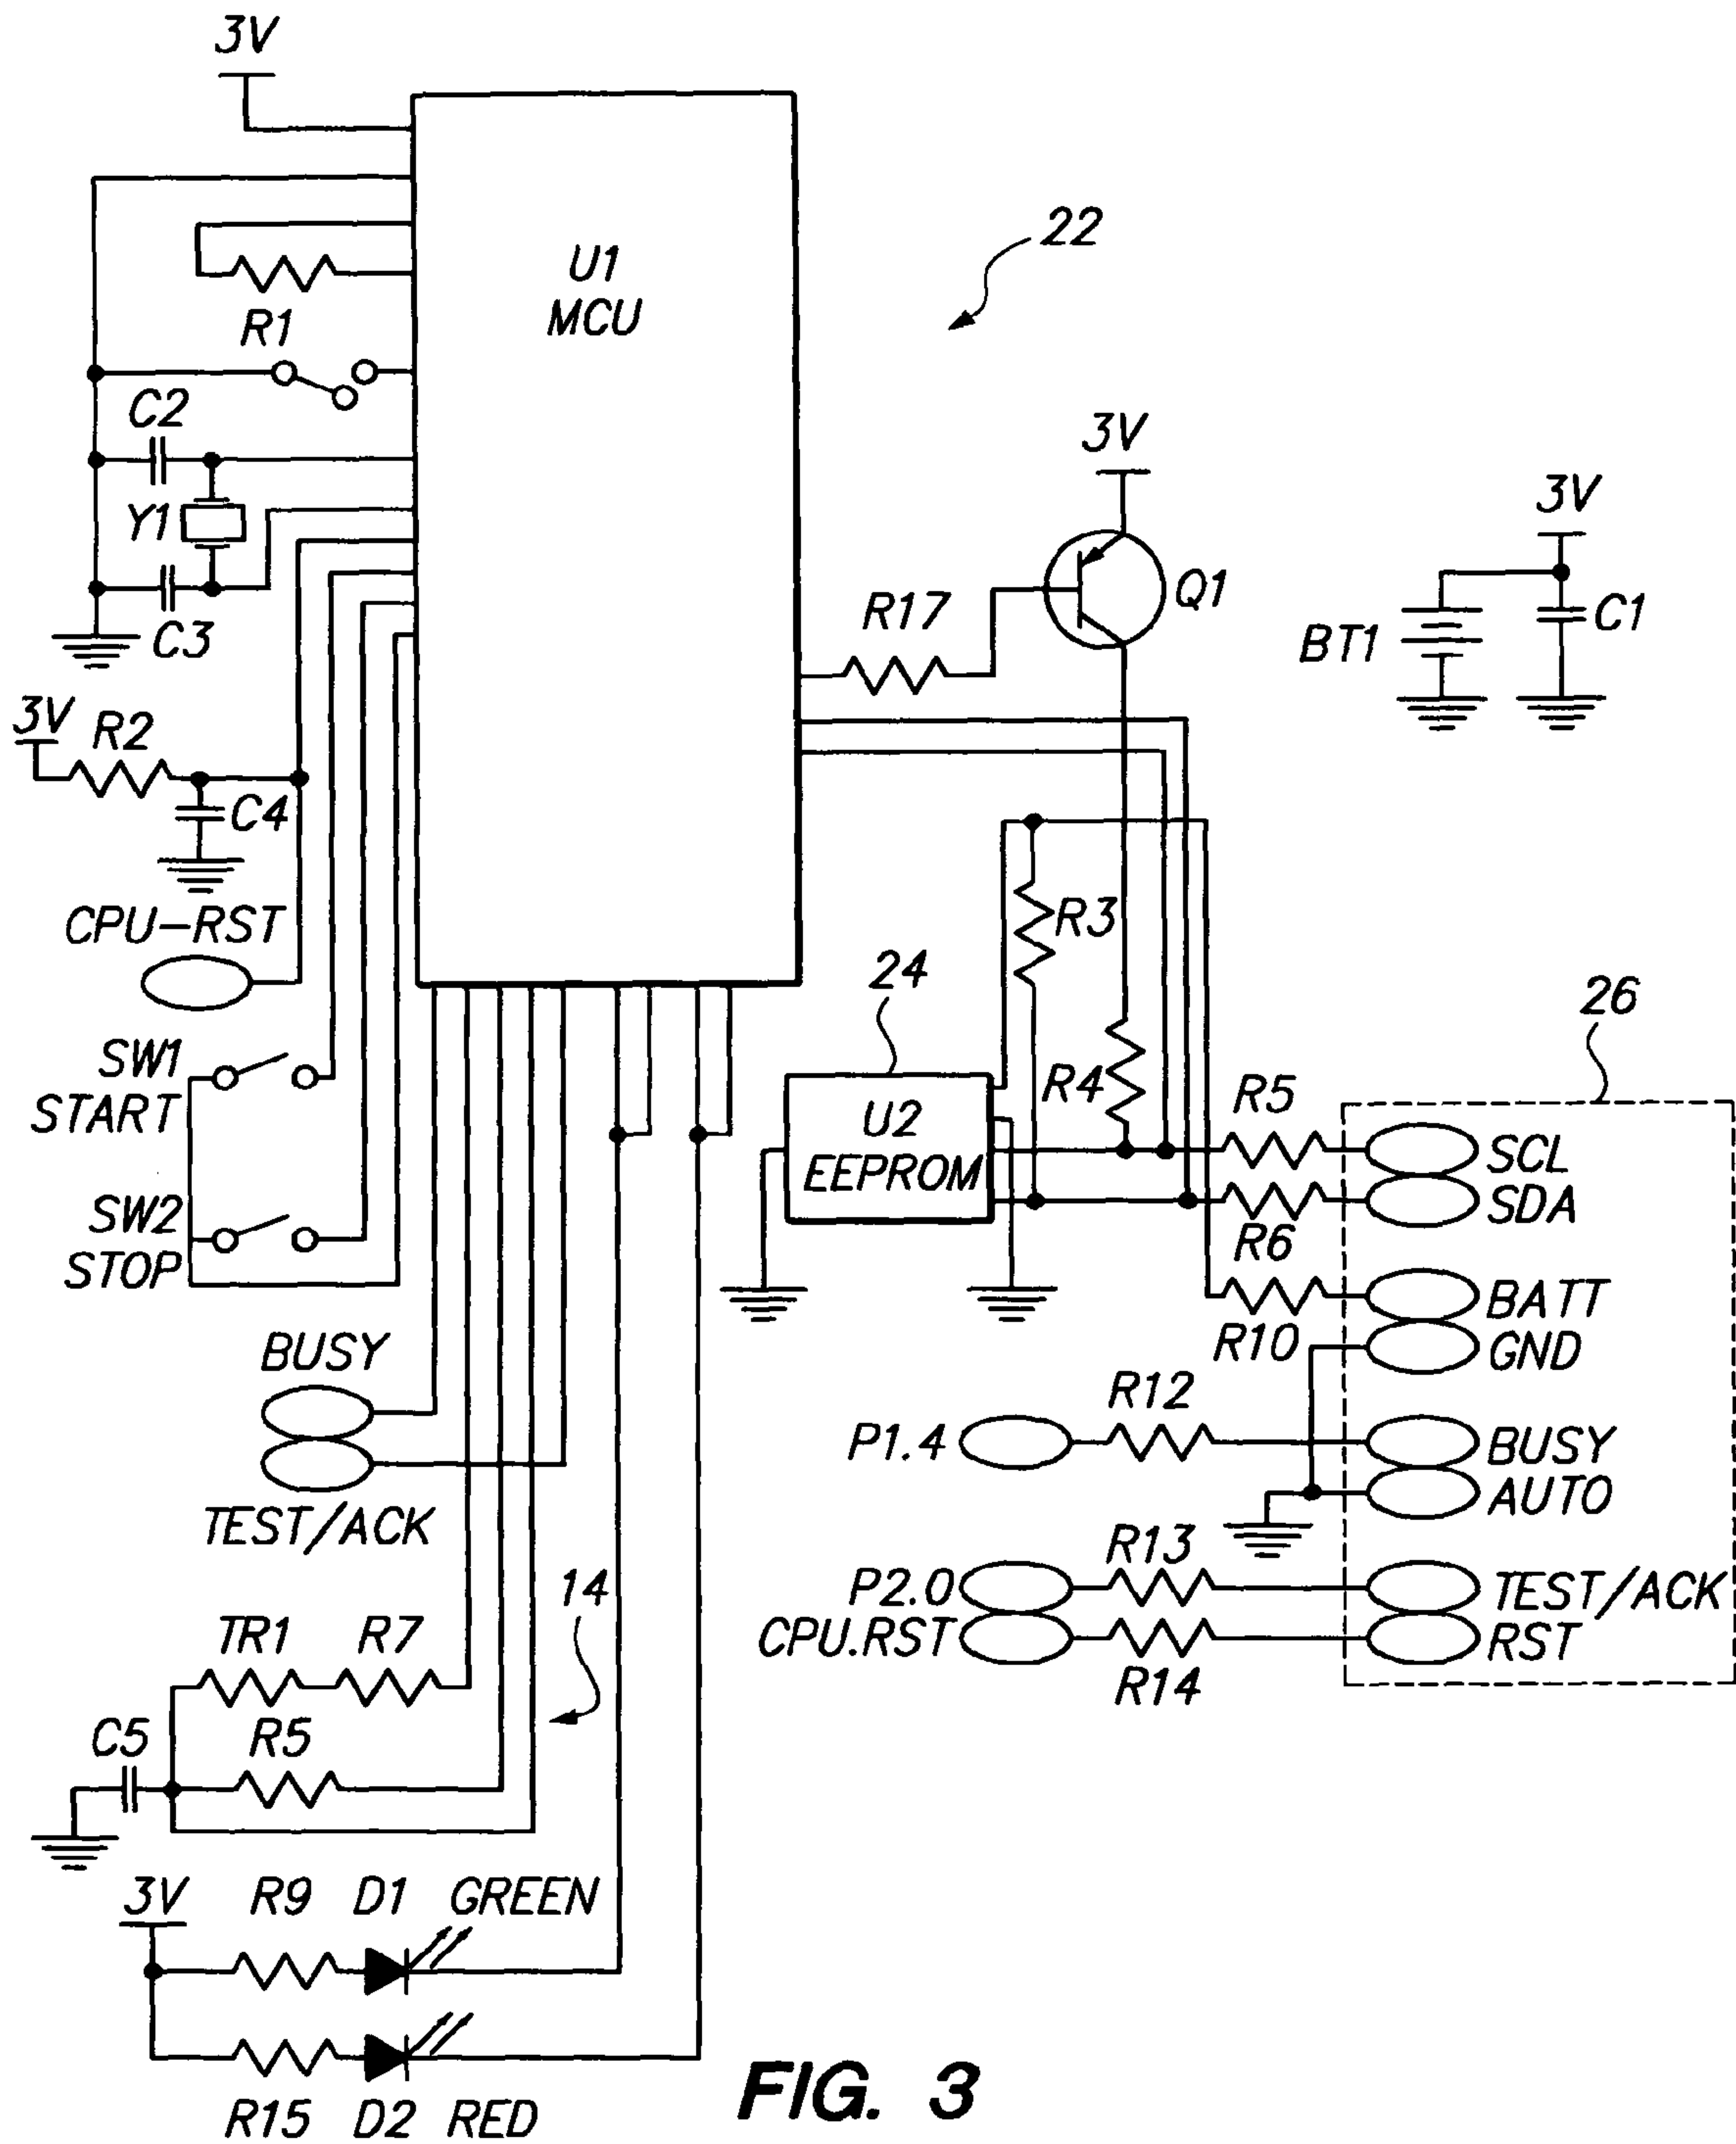 3V
U1
MCU
22
R1
C2
Y1
C3
3V
Q1
R17
3V
BT1
C1
3V
R2
C4
CPU-RST
R3
24
26
SW1
START
R4
U2
EEPROM
R5
SCL
SDA
SW2
STOP
R6
BATT
R10
GND
BUSY
TEST/ACK
R12
P1.4
BUSY
AUTO
R13
P2.0
TEST/ACK
CPU.RST
RST
R14
14
TR1
R7
C5
R5
3V
R9
D1
GREEN
R15
D2
RED
FIG. 3